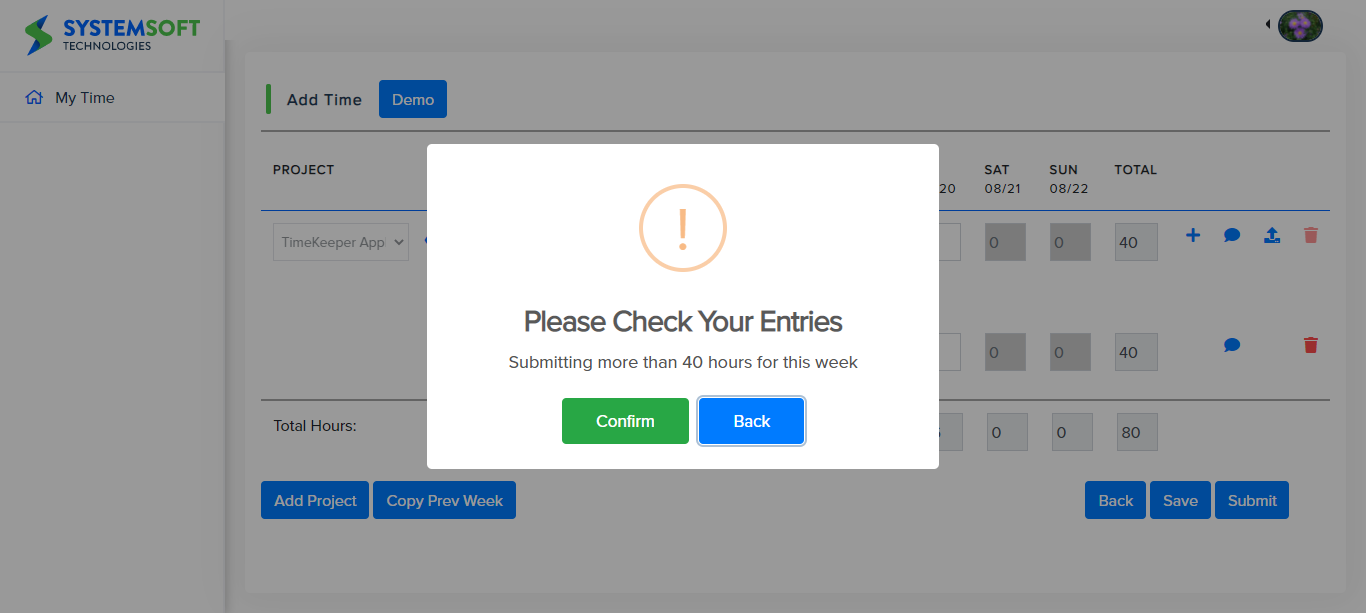 SYSTEMSOFT
TECHNOLOGIES
My Time
Add Time
Demo
PROJECT
SAT
SUN
TOTAL
20
08/21
08/22
TimeKeeper App
0
0
40
!
Please Check Your Entries
Submitting more than 40 hours for this week
0
0
40
Confirm
Back
Total Hours:
0
0
80
Add Project
Copy Prev Week
Back
Save
Submit